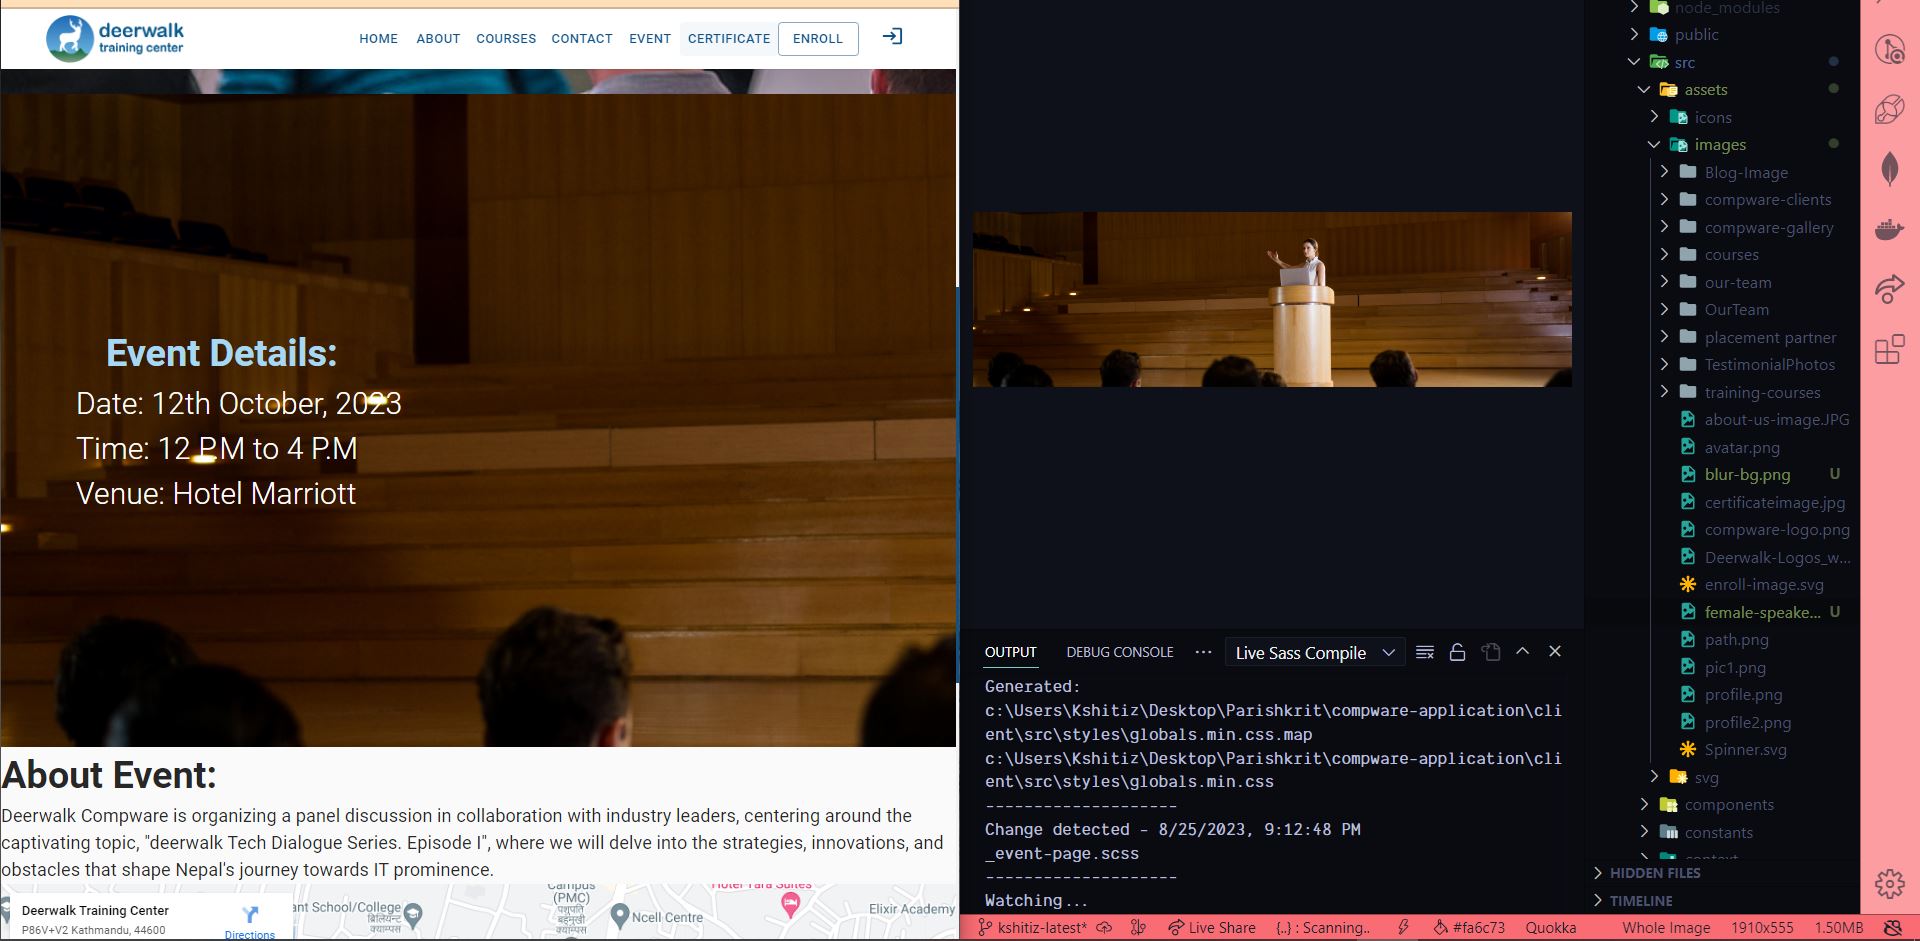 deerwalk
training center
HOME ABOUT COURSES CONTACT EVENT CERTIFICATE ENROLL
Event Details:
Date: 12th October, 2023
Time: 12 P.M to 4 P.M
Venue: Hotel Marriott
About Event:
Deerwalk Compware is organizing a panel discussion in collaboration with industry leaders, centering around the
captivating topic, "deerwalk Tech Dialogue Series. Episode I", where we will delve into the strategies, innovations, and
obstacles that shape Nepal's journey towards IT prominence.
Deerwalk Training Center
P86V+V2 Kathmandu, 44600
Directions
ant School/College
Campus
(PMC)
Ncell Centre
Hotel Tara Suites
Elixir Academy
OUTPUT DEBUG CONSOLE ··· Live Sass Compile
Generated:
c:\Users\Kshitiz\Desktop\Parishkrit\compware-application\cli
ent\src\styles\globals.min.css.map
c:\Users\Kshitiz\Desktop\Parishkrit\compware-application\cli
ent\src\styles\globals.min.css
--------------------
Change detected - 8/25/2023, 9:12:48 PM
_event-page.scss
--------------------
Watching...
node_modules
public
src
assets
icons
images
Blog-Image
compware-clients
compware-gallery
courses
our-team
OurTeam
placement partner
TestimonialPhotos
training-courses
about-us-image.JPG
avatar.png
blur-bg.png U
certificateimage.jpg
compware-logo.png
Deerwalk-Logos_w...
enroll-image.svg
female-speake... U
path.png
pic1.png
profile.png
profile2.png
Spinner.svg
svg
components
constants
context
HIDDEN FILES
TIMELINE
kshitiz-latest* Live Share {..} : Scanning.. #fa6c73 Quokka Whole Image 1910x555 1.50MB